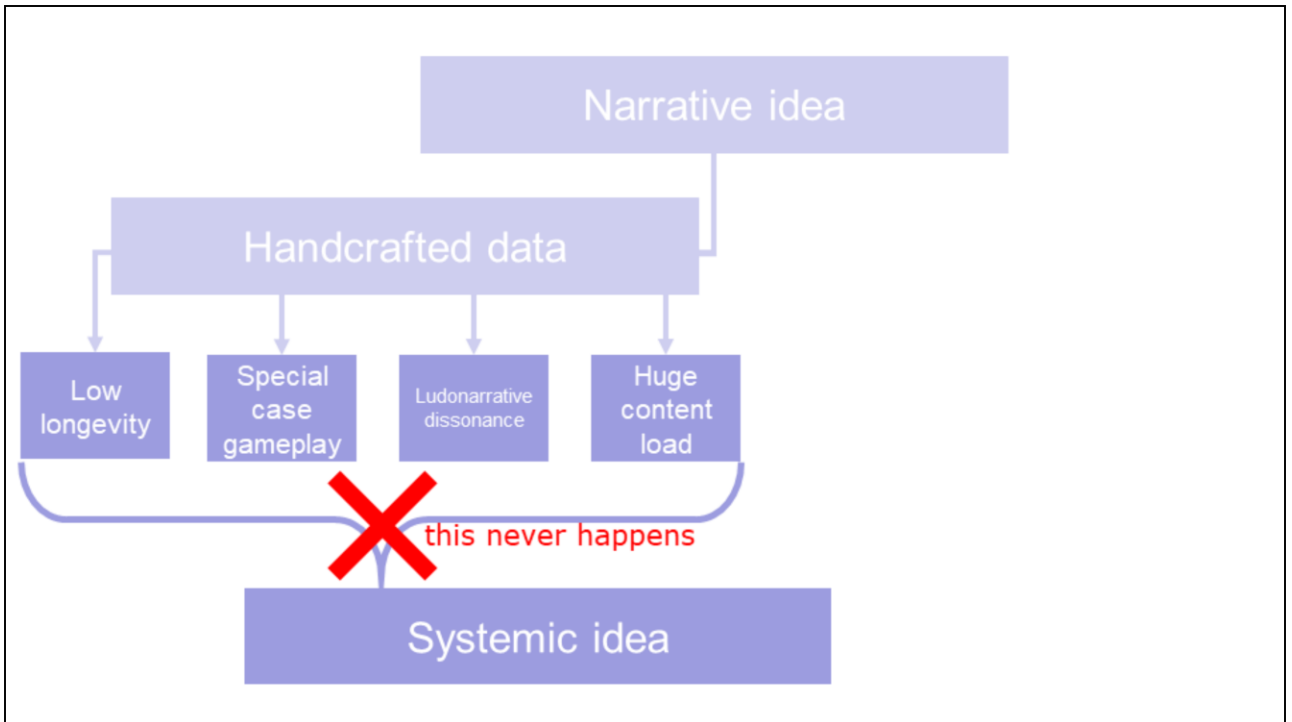 Narrative idea
Handcrafted data
Low
longevity
Special
case
gameplay
Ludonarrative
dissonance
Huge
content
load
this never happens
Systemic idea